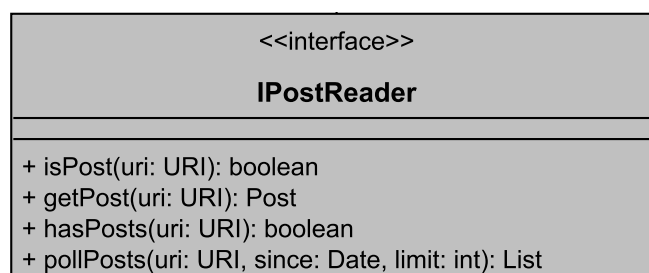 <<interface>>
IPostReader
+ isPost(uri: URI): boolean
+ getPost(uri: URI): Post
+ hasPosts(uri: URI): boolean
+ pollPosts(uri: URI, since: Date, limit: int): List